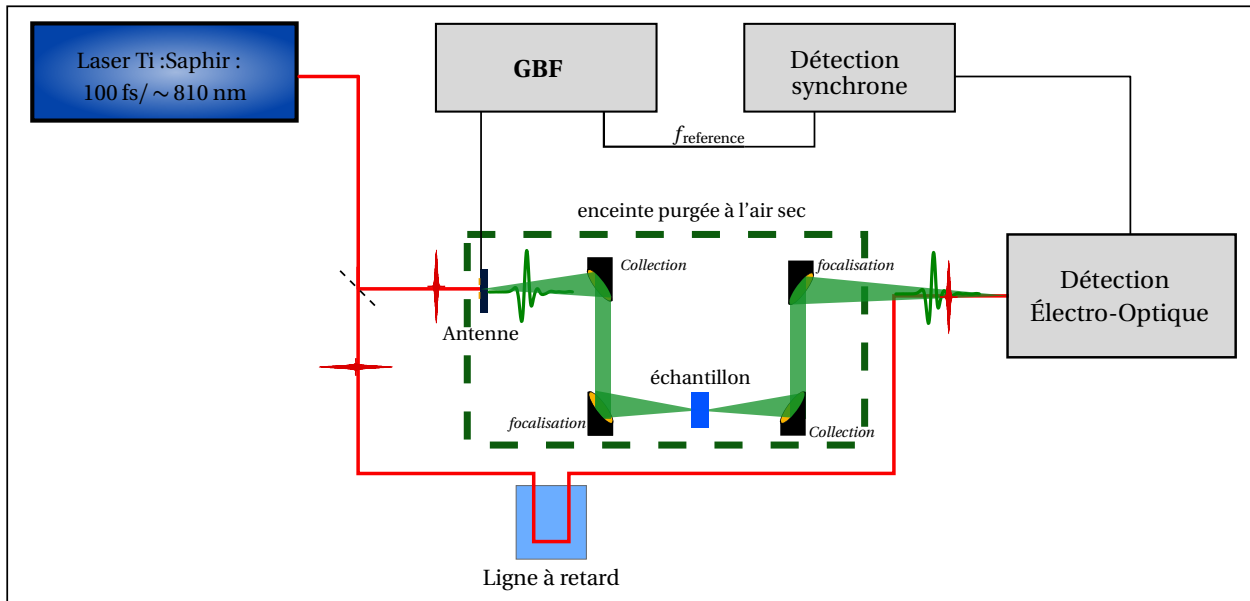 Laser Ti :Saphir :
100 fs/ ∼ 810 nm
GBF
Détection
synchrone
freference
enceinte purgée à l'air sec
Collection
focalisation
Antenne
échantillon
focalisation
Collection
Détection
Électro-Optique
Ligne à retard